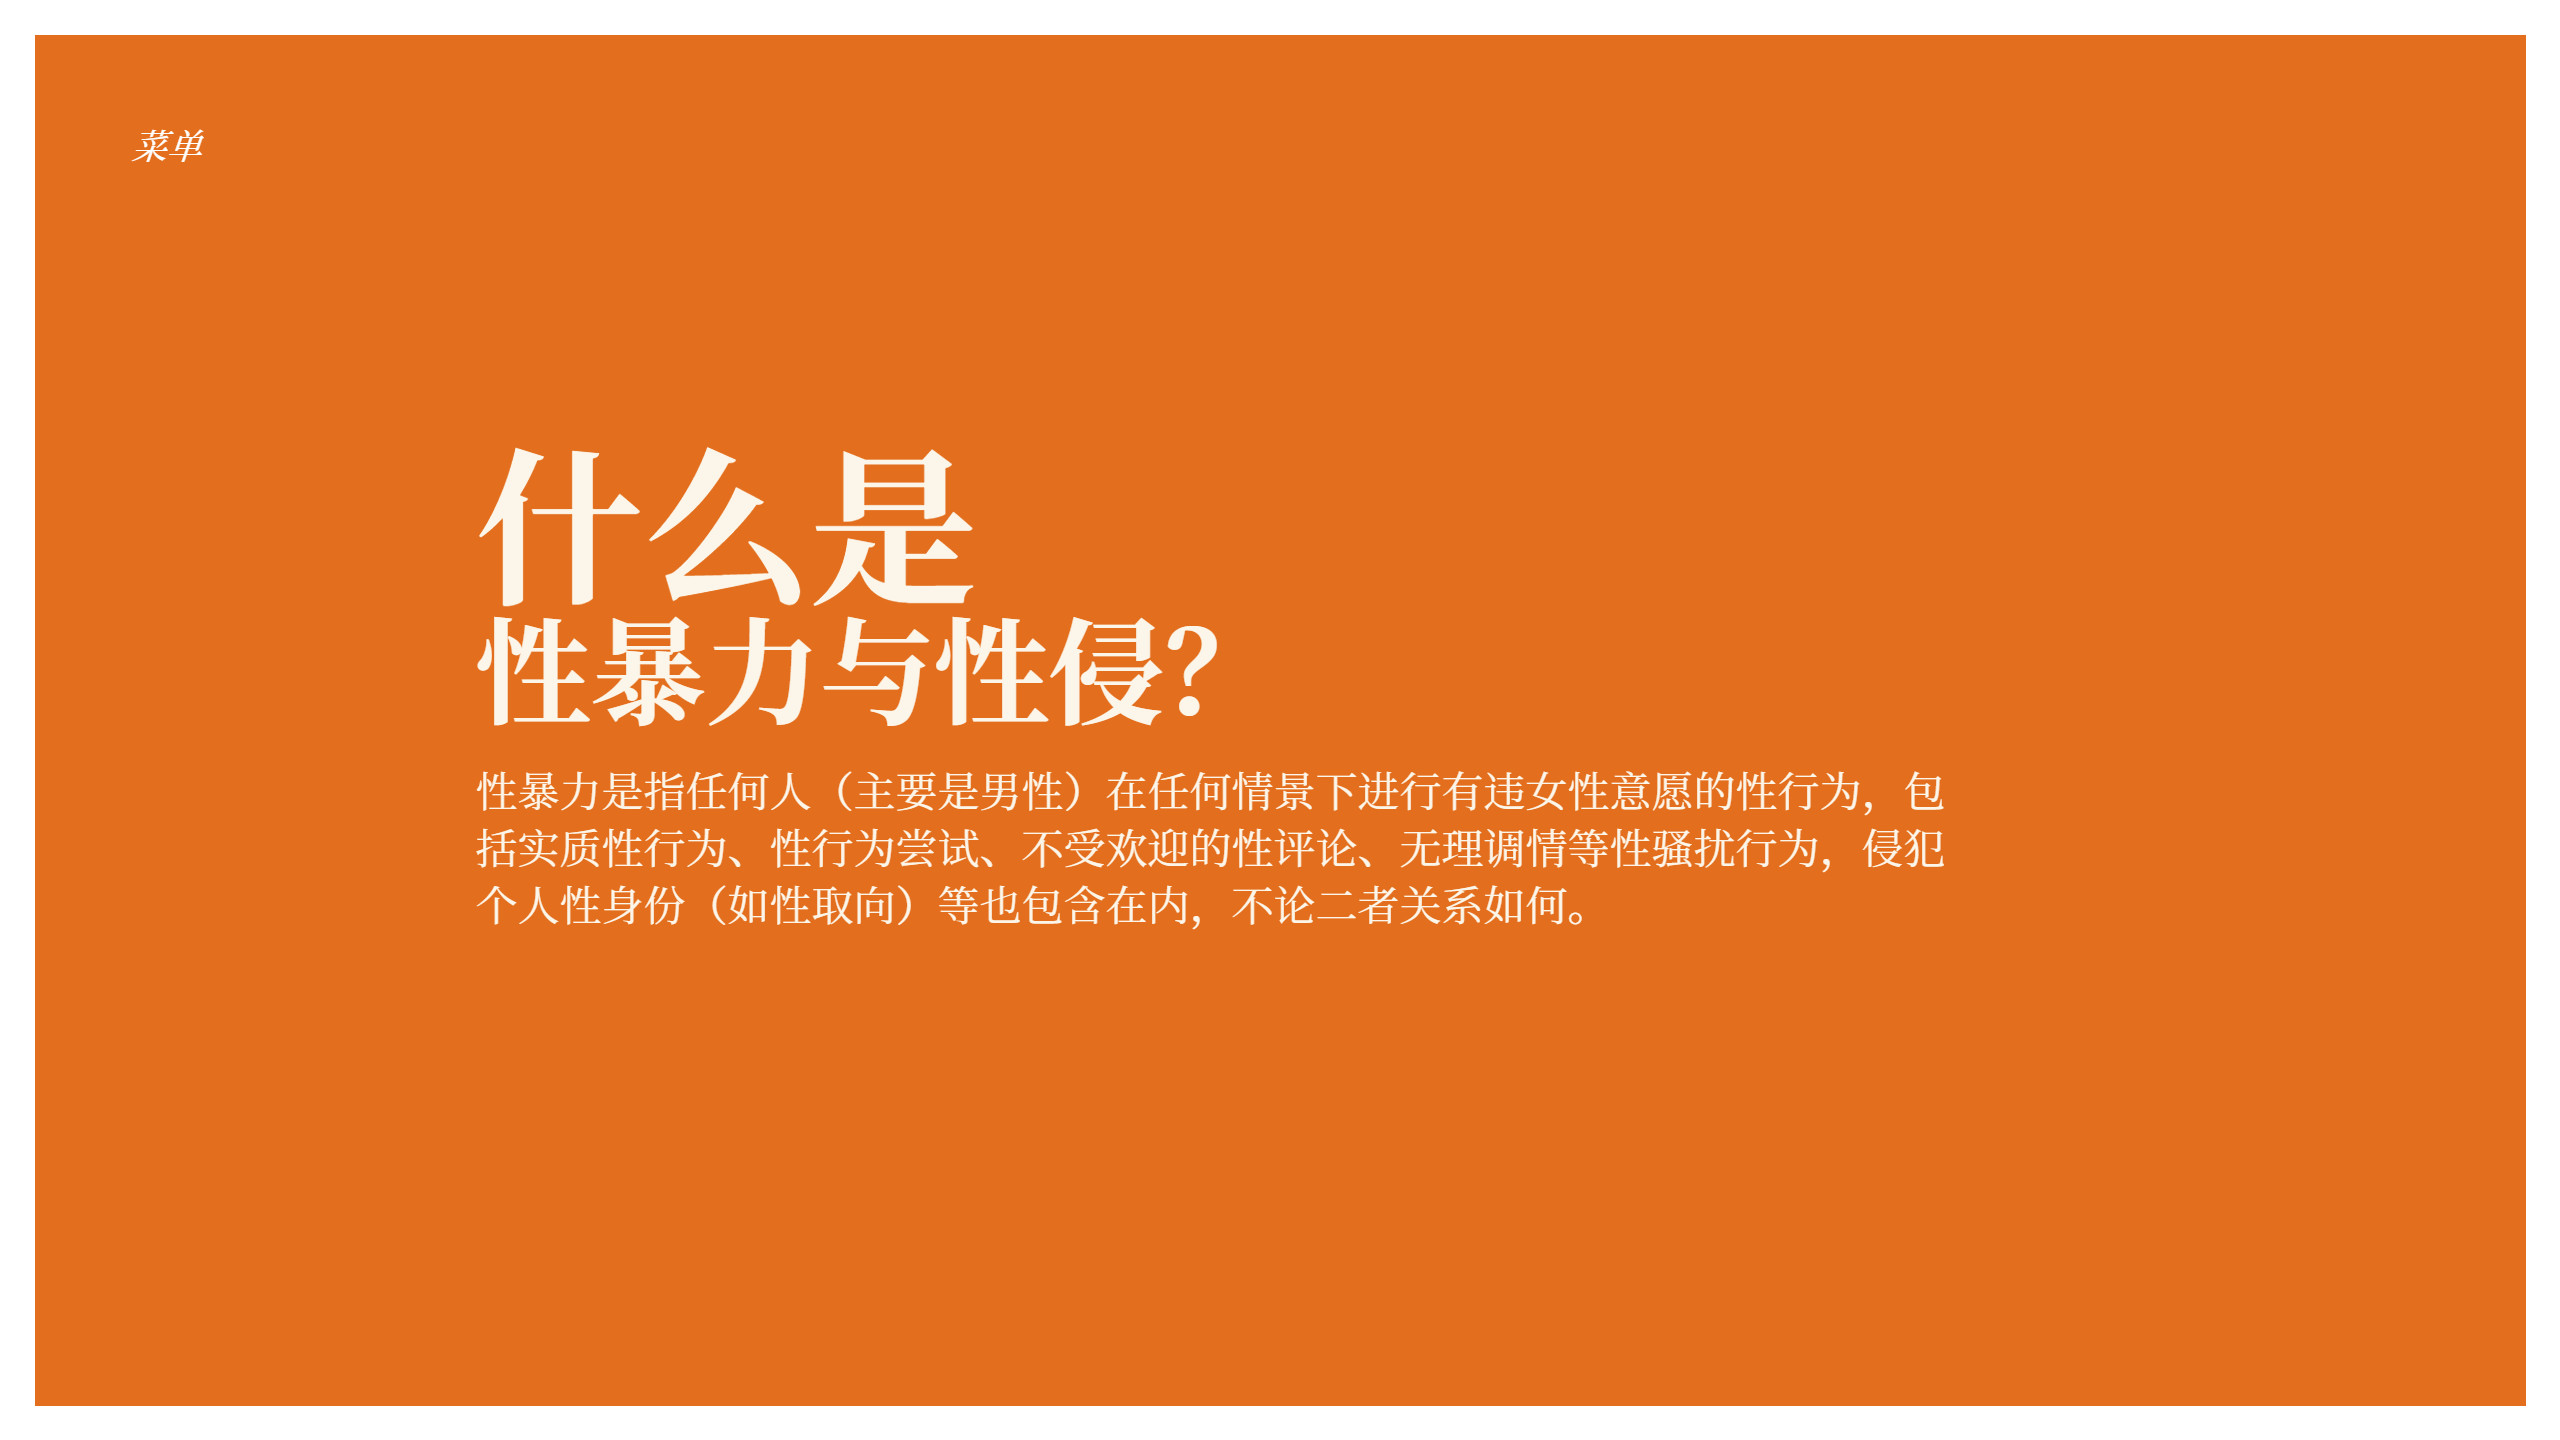 菜单
什么是
性暴力与性侵？
性暴力是指任何人（主要是男性）在任何情景下进行有违女性意愿的性行为，包
括实质性行为、性行为尝试、不受欢迎的性评论、无理调情等性骚扰行为，侵犯
个人性身份（如性取向）等也包含在内，不论二者关系如何。